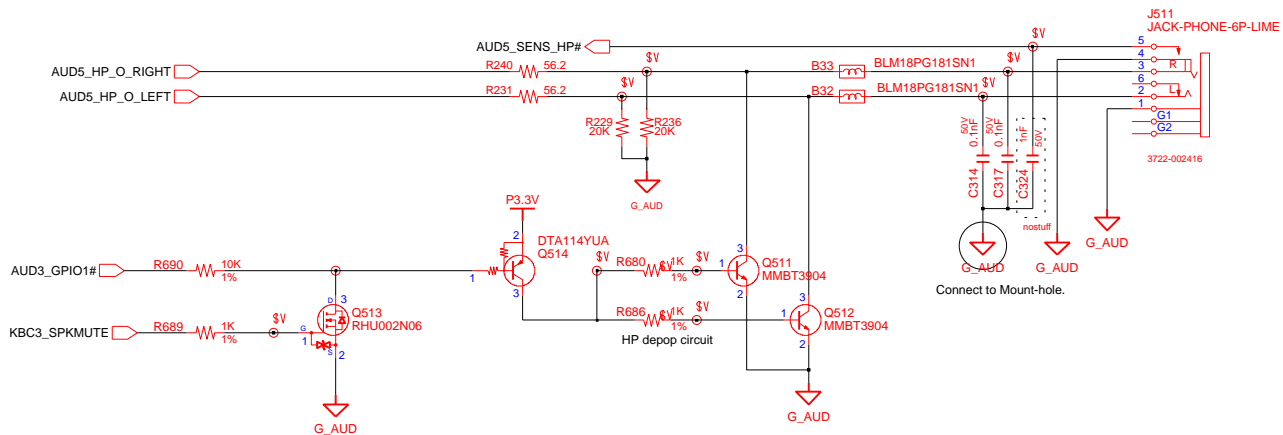 J511
JACK-PHONE-6P-LIME
AUD5_SENS_HP#
$V
5
4
AUD5_HP_O_RIGHT
R240
56.2
$V
B33
BLM18PG181SN1
$V
3
R
6
AUD5_HP_O_LEFT
R231
56.2
$V
B32
BLM18PG181SN1
$V
2
L
1
G1
G2
3722-002416
R229
20K
R236
20K
G_AUD
50V
0.1nF
C314
50V
0.1nF
C317
1nF
50V
C324
nostuff
G_AUD
G_AUD
G_AUD
Connect to Mount-hole.
P3.3V
2
DTA114YUA
Q514
1
3
AUD3_GPIO1#
R690
10K
1%
$V
R680
$V
1K
1%
$V
1
3
Q511
MMBT3904
2
KBC3_SPKMUTE
R689
1K
1%
$V
G
1
D
3
Q513
RHU002N06
S
2
G_AUD
R686
$V
1K
1%
$V
HP depop circuit
1
3
$V
Q512
MMBT3904
2
G_AUD
$V